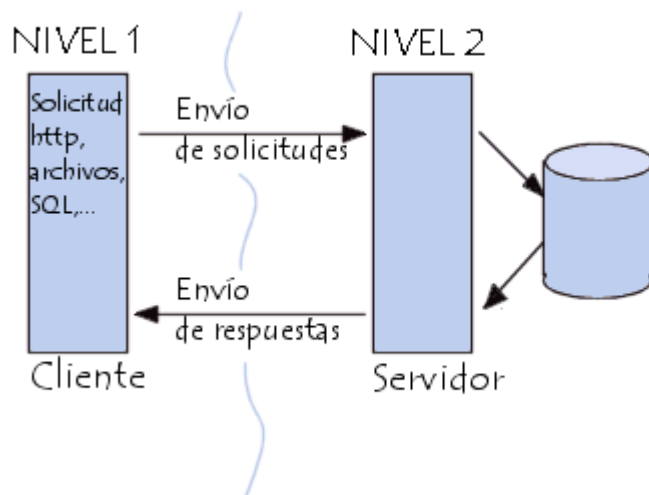 NIVEL 1
NIVEL 2
Solicitud
http,
archivos,
SQL,...
Envío
de solicitudes
Envío
de respuestas
Cliente
Servidor